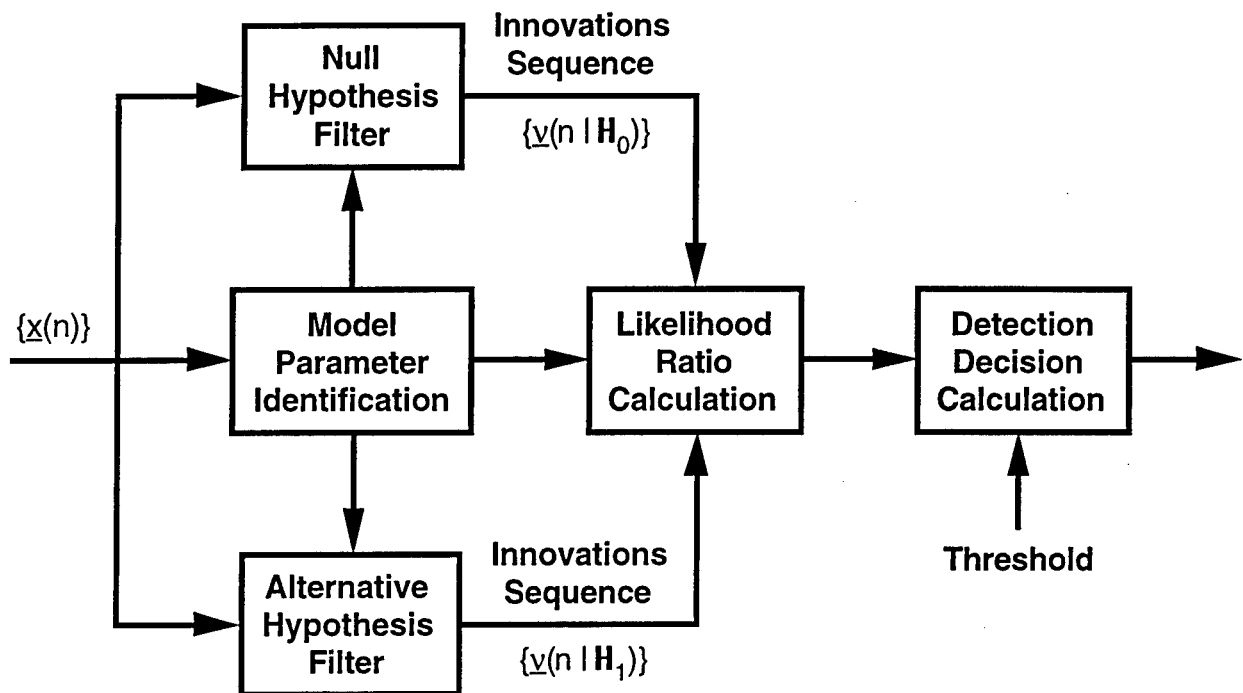 Null
Hypothesis
Filter
Innovations
Sequence
{ν(n | H₀)}
{x(n)}
Model
Parameter
Identification
Likelihood
Ratio
Calculation
Detection
Decision
Calculation
Threshold
Alternative
Hypothesis
Filter
Innovations
Sequence
{ν(n | H₁)}